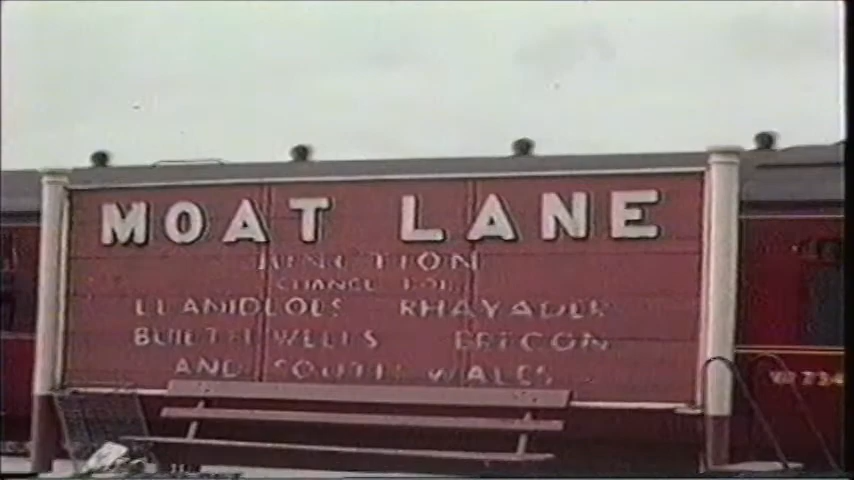 MOAT LANE
JUNCTION
CHANGE FOR
LLANIDLOES RHAYADER
BUILTH WELLS BRECON
AND SOUTH WALES